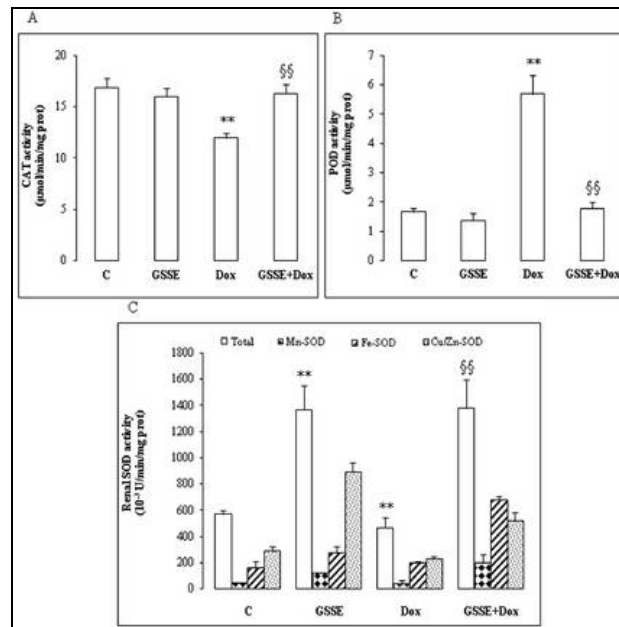 A
CAT activity
(µmol/min/mg prot)
20
15
10
5
0
**
§§
C GSSE Dox GSSE+Dox
B
POD activity
(µmol/min/mg prot)
7
6
5
4
3
2
1
0
**
§§
C GSSE Dox GSSE+Dox
C
Total Mn-SOD Fe-SOD Cu/Zn-SOD
Renal SOD activity
(10⁻³ U/min/mg prot)
1800
1600
1400
1200
1000
800
600
400
200
0
**
**
§§
C GSSE Dox GSSE+Dox